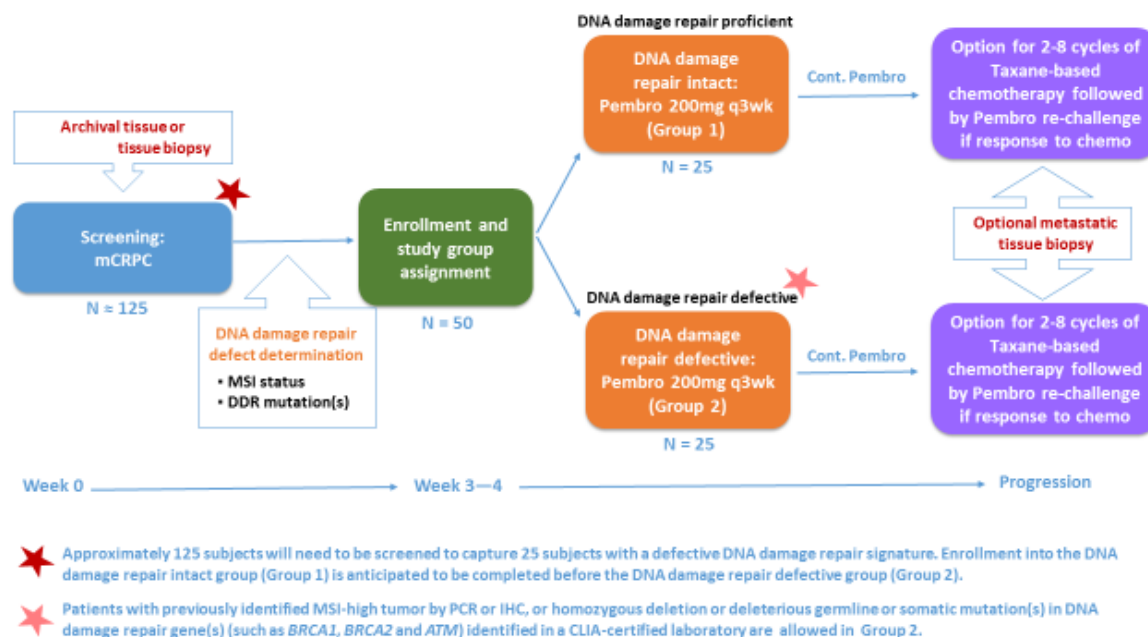 DNA damage repair proficient
DNA damage
repair intact:
Pembro 200mg q3wk
(Group 1)
N = 25
Cont. Pembro
Option for 2-8 cycles of
Taxane-based
chemotherapy followed
by Pembro re-challenge
if response to chemo
Archival tissue or
tissue biopsy
Screening:
mCRPC
N ≈ 125
Enrollment and
study group
assignment
N = 50
Optional metastatic
tissue biopsy
DNA damage repair
defect determination
▪ MSI status
▪ DDR mutation(s)
DNA damage repair defective
DNA damage
repair defective:
Pembro 200mg q3wk
(Group 2)
N = 25
Cont. Pembro
Option for 2-8 cycles of
Taxane-based
chemotherapy followed
by Pembro re-challenge
if response to chemo
Week 0
Week 3—4
Progression
Approximately 125 subjects will need to be screened to capture 25 subjects with a defective DNA damage repair signature. Enrollment into the DNA
damage repair intact group (Group 1) is anticipated to be completed before the DNA damage repair defective group (Group 2).
Patients with previously identified MSI-high tumor by PCR or IHC, or homozygous deletion or deleterious germline or somatic mutation(s) in DNA
damage repair gene(s) (such as BRCA1, BRCA2 and ATM) identified in a CLIA-certified laboratory are allowed in Group 2.